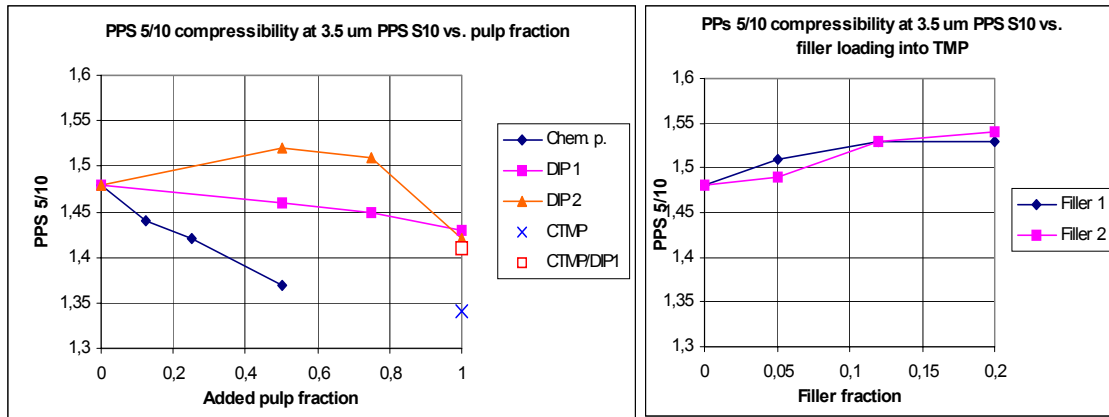 PPS 5/10 compressibility at 3.5 um PPS S10 vs. pulp fraction
1,6
1,55
1,5
1,45
1,4
1,35
1,3
PPS 5/10
0
0,2
0,4
0,6
0,8
1
Added pulp fraction
Chem. p.
DIP 1
DIP 2
CTMP
CTMP/DIP1
PPs 5/10 compressibility at 3.5 um PPS S10 vs.
filler loading into TMP
1,6
1,55
1,5
1,45
1,4
1,35
1,3
PPS 5/10
0
0,05
0,1
0,15
0,2
Filler fraction
Filler 1
Filler 2